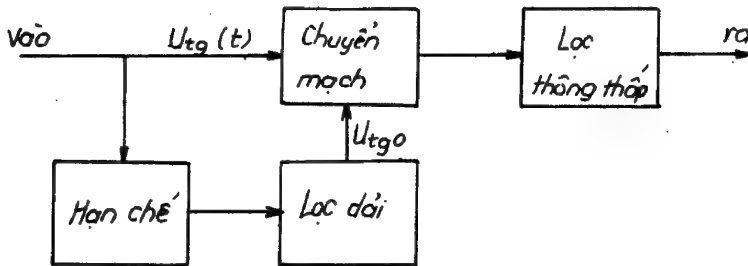 vào
Utg (t)
Chuyển
mạch
Lọc
thông thấp
ra
Utgo
Hạn chế
Lọc dải